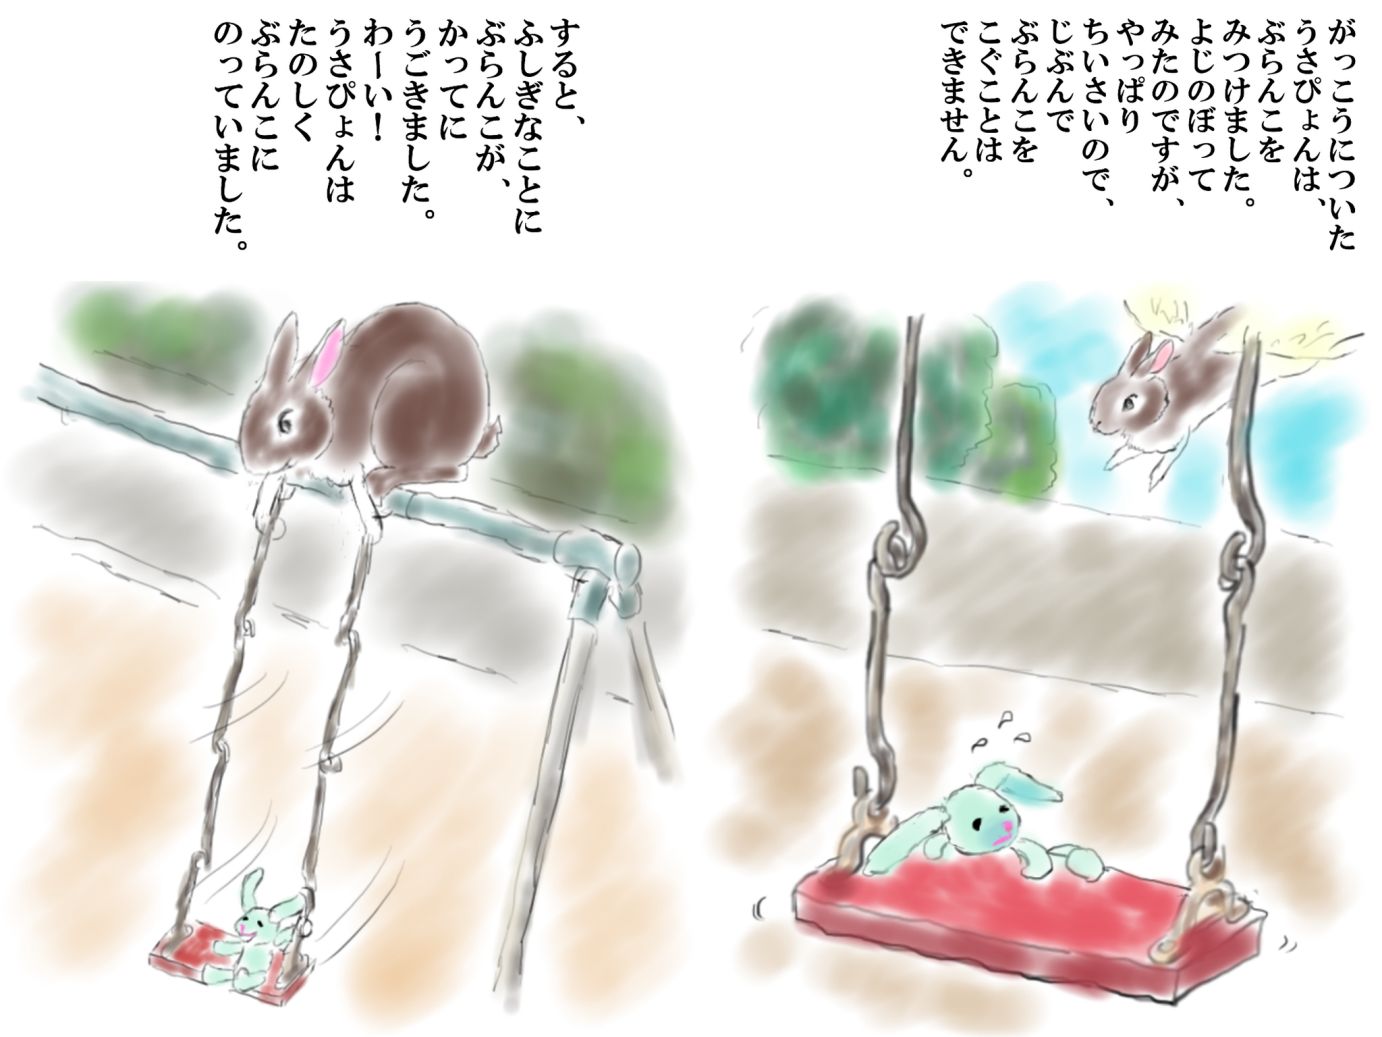 がっこうについた
うさぴょんは、
ぶらんこを
みつけました。
よじのぼって
みたのですが、
やっぱり
ちいさいので、
じぶんで
ぶらんこを
こぐことは
できません。
すると、
ふしぎなことに
ぶらんこが、
かってに
うごきました。
わーい！
うさぴょんは
たのしく
ぶらんこに
のっていました。